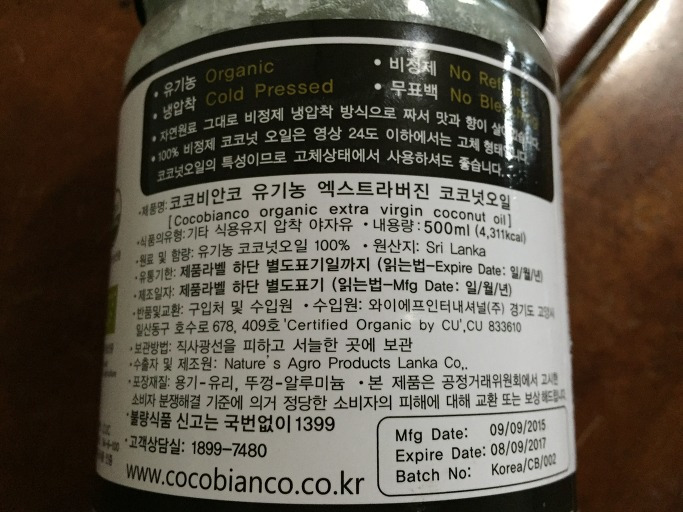 • 유기농 Organic
• 비정제 No
• 냉압착 Cold Pressed
• 무표백 No
• 자연원료 그대로 비정제 냉압착 방식으로 짜서 맛과 향이
• 100% 비정제 코코넛 오일은 영상 24도 이하에서는 고체
코코넛오일의 특성이므로 고체상태에서 사용하셔도 좋습니다.
•제품명: 코코비안코 유기농 엑스트라버진 코코넛오일
[Cocobianco organic extra virgin coconut oil]
•식품의유형:기타 식용유지 압착 야자유 •내용량:500ml (4,311kcal)
•원료 및 함량: 유기농 코코넛오일 100% •원산지: Sri Lanka
•유통기한: 제품라벨 하단 별도표기일까지 (읽는법-Expire Date: 일/월/년)
•제조일자: 제품라벨 하단 별도표기 (읽는법-Mfg Date: 일/월/년)
•반품및교환: 구입처 및 수입원 •수입원: 와이에프인터내셔널(주) 경기도
일산동구 호수로 678, 409호 'Certified Organic by CU',CU 833610
•보관방법: 직사광선을 피하고 서늘한 곳에 보관
•수출자 및 제조원: Nature's Agro Products Lanka Co,.
•포장재질: 용기-유리, 뚜껑-알루미늄 •본 제품은 공정거래위원회에서 고시한
소비자 분쟁해결 기준에 의거 정당한 소비자의 피해에 대해 교환 또는 보상해드립니다.
•불량식품 신고는 국번없이 1399
•고객상담실: 1899-7480
www.cocobianco.co.kr
Mfg Date: 09/09/2015
Expire Date: 08/09/2017
Batch No: Korea/CB/002